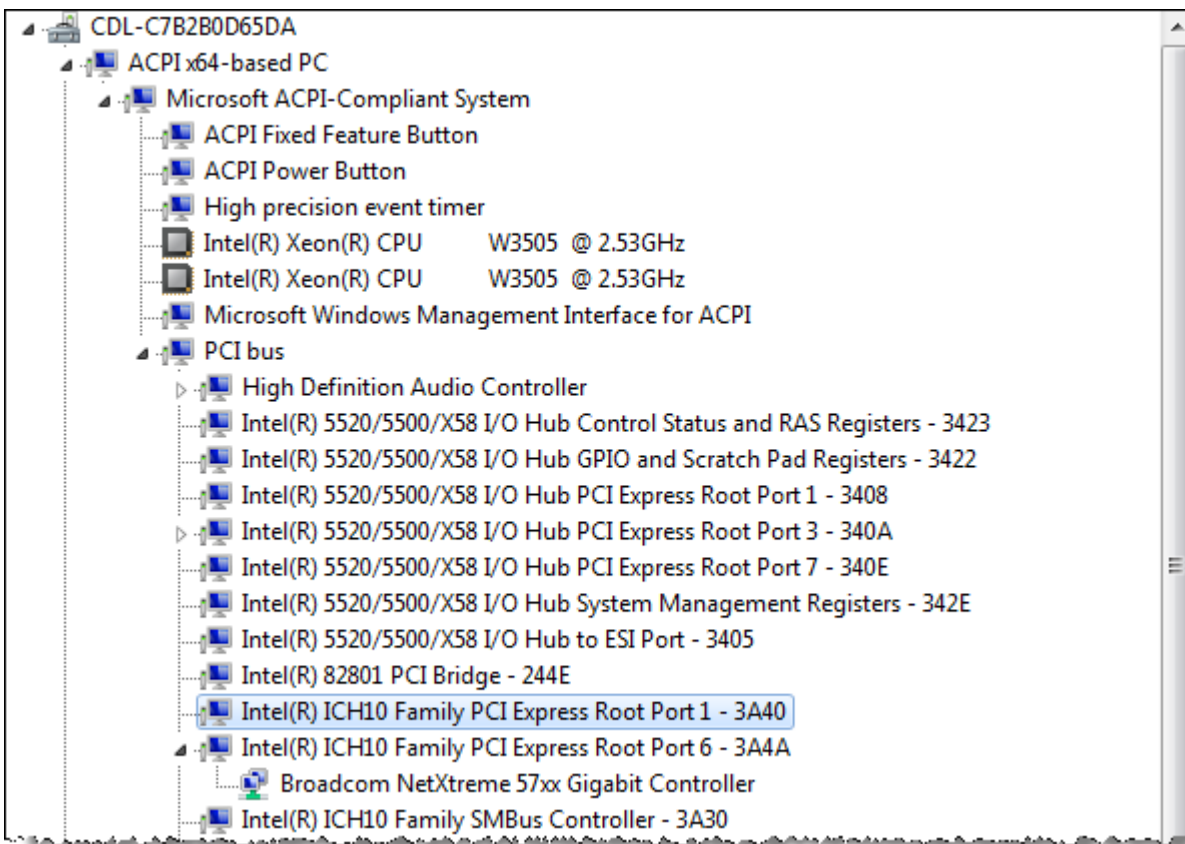 CDL-C7B2B0D65DA
ACPI x64-based PC
Microsoft ACPI-Compliant System
ACPI Fixed Feature Button
ACPI Power Button
High precision event timer
Intel(R) Xeon(R) CPU W3505 @ 2.53GHz
Intel(R) Xeon(R) CPU W3505 @ 2.53GHz
Microsoft Windows Management Interface for ACPI
PCI bus
High Definition Audio Controller
Intel(R) 5520/5500/X58 I/O Hub Control Status and RAS Registers - 3423
Intel(R) 5520/5500/X58 I/O Hub GPIO and Scratch Pad Registers - 3422
Intel(R) 5520/5500/X58 I/O Hub PCI Express Root Port 1 - 3408
Intel(R) 5520/5500/X58 I/O Hub PCI Express Root Port 3 - 340A
Intel(R) 5520/5500/X58 I/O Hub PCI Express Root Port 7 - 340E
Intel(R) 5520/5500/X58 I/O Hub System Management Registers - 342E
Intel(R) 5520/5500/X58 I/O Hub to ESI Port - 3405
Intel(R) 82801 PCI Bridge - 244E
Intel(R) ICH10 Family PCI Express Root Port 1 - 3A40
Intel(R) ICH10 Family PCI Express Root Port 6 - 3A4A
Broadcom NetXtreme 57xx Gigabit Controller
Intel(R) ICH10 Family SMBus Controller - 3A30